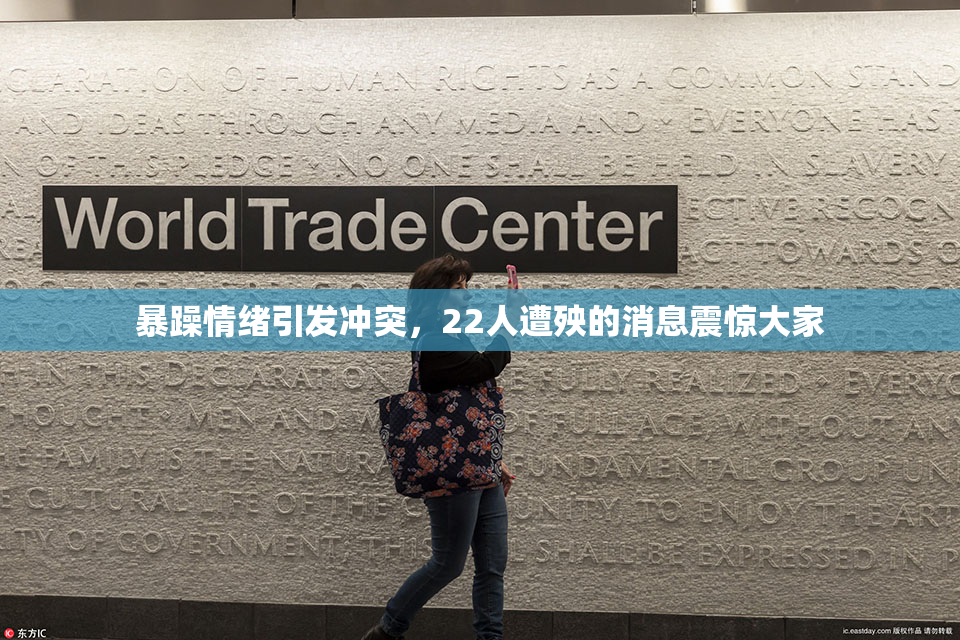 CLARATION OF HUMAN RIGHTS AS A COMMON STAND
AND IDEAS THROUGH ANY MEDIA AND EVERYONE HAS T
OF THIS PLEDGE NO ONE SHALL BE HELD IN SLAVERY
World Trade Center
ECTIVE RECOGN
ACT TOWARDS O
暴躁情绪引发冲突，22人遭殃的消息震惊大家
IN THIS DECLARATION FULLY REALIZED EVERYO
THOUGHT MEN AND OF FULL AGE WITHO
E FAMILY IS THE NATURA FUNDAMENTAL GROUP
E CULTURAL LIFE OF THE UNITY, TO ENJOY THE ART
TY OF GOVERNMENT; THIS SHALL BE EXPRESSED IN P
东方IC
ic.eastday.com 版权作品 请勿转载